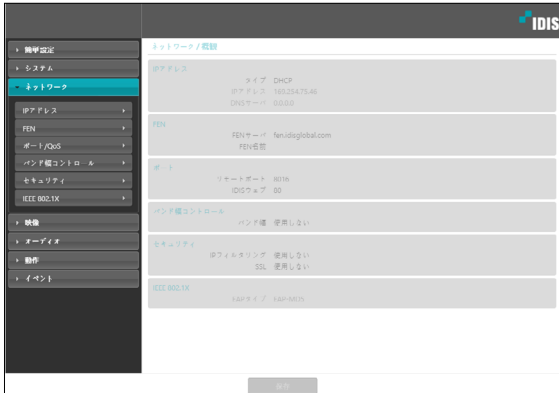 IDIS
簡単設定
システム
ネットワーク
IPアドレス
FEN
ポート/QoS
バンド幅コントロール
セキュリティ
IEEE 802.1X
映像
オーディオ
動作
イベント
ネットワーク / 概観
IPアドレス
タイプ DHCP
IPアドレス 169.254.75.46
DNSサーバ 0.0.0.0
FEN
FENサーバ fen.idisglobal.com
FEN名前
ポート
リモートポート 8016
IDISウェブ 80
バンド幅コントロール
バンド幅 使用しない
セキュリティ
IPフィルタリング 使用しない
SSL 使用しない
IEEE 802.1X
EAPタイプ EAP-MD5
保存